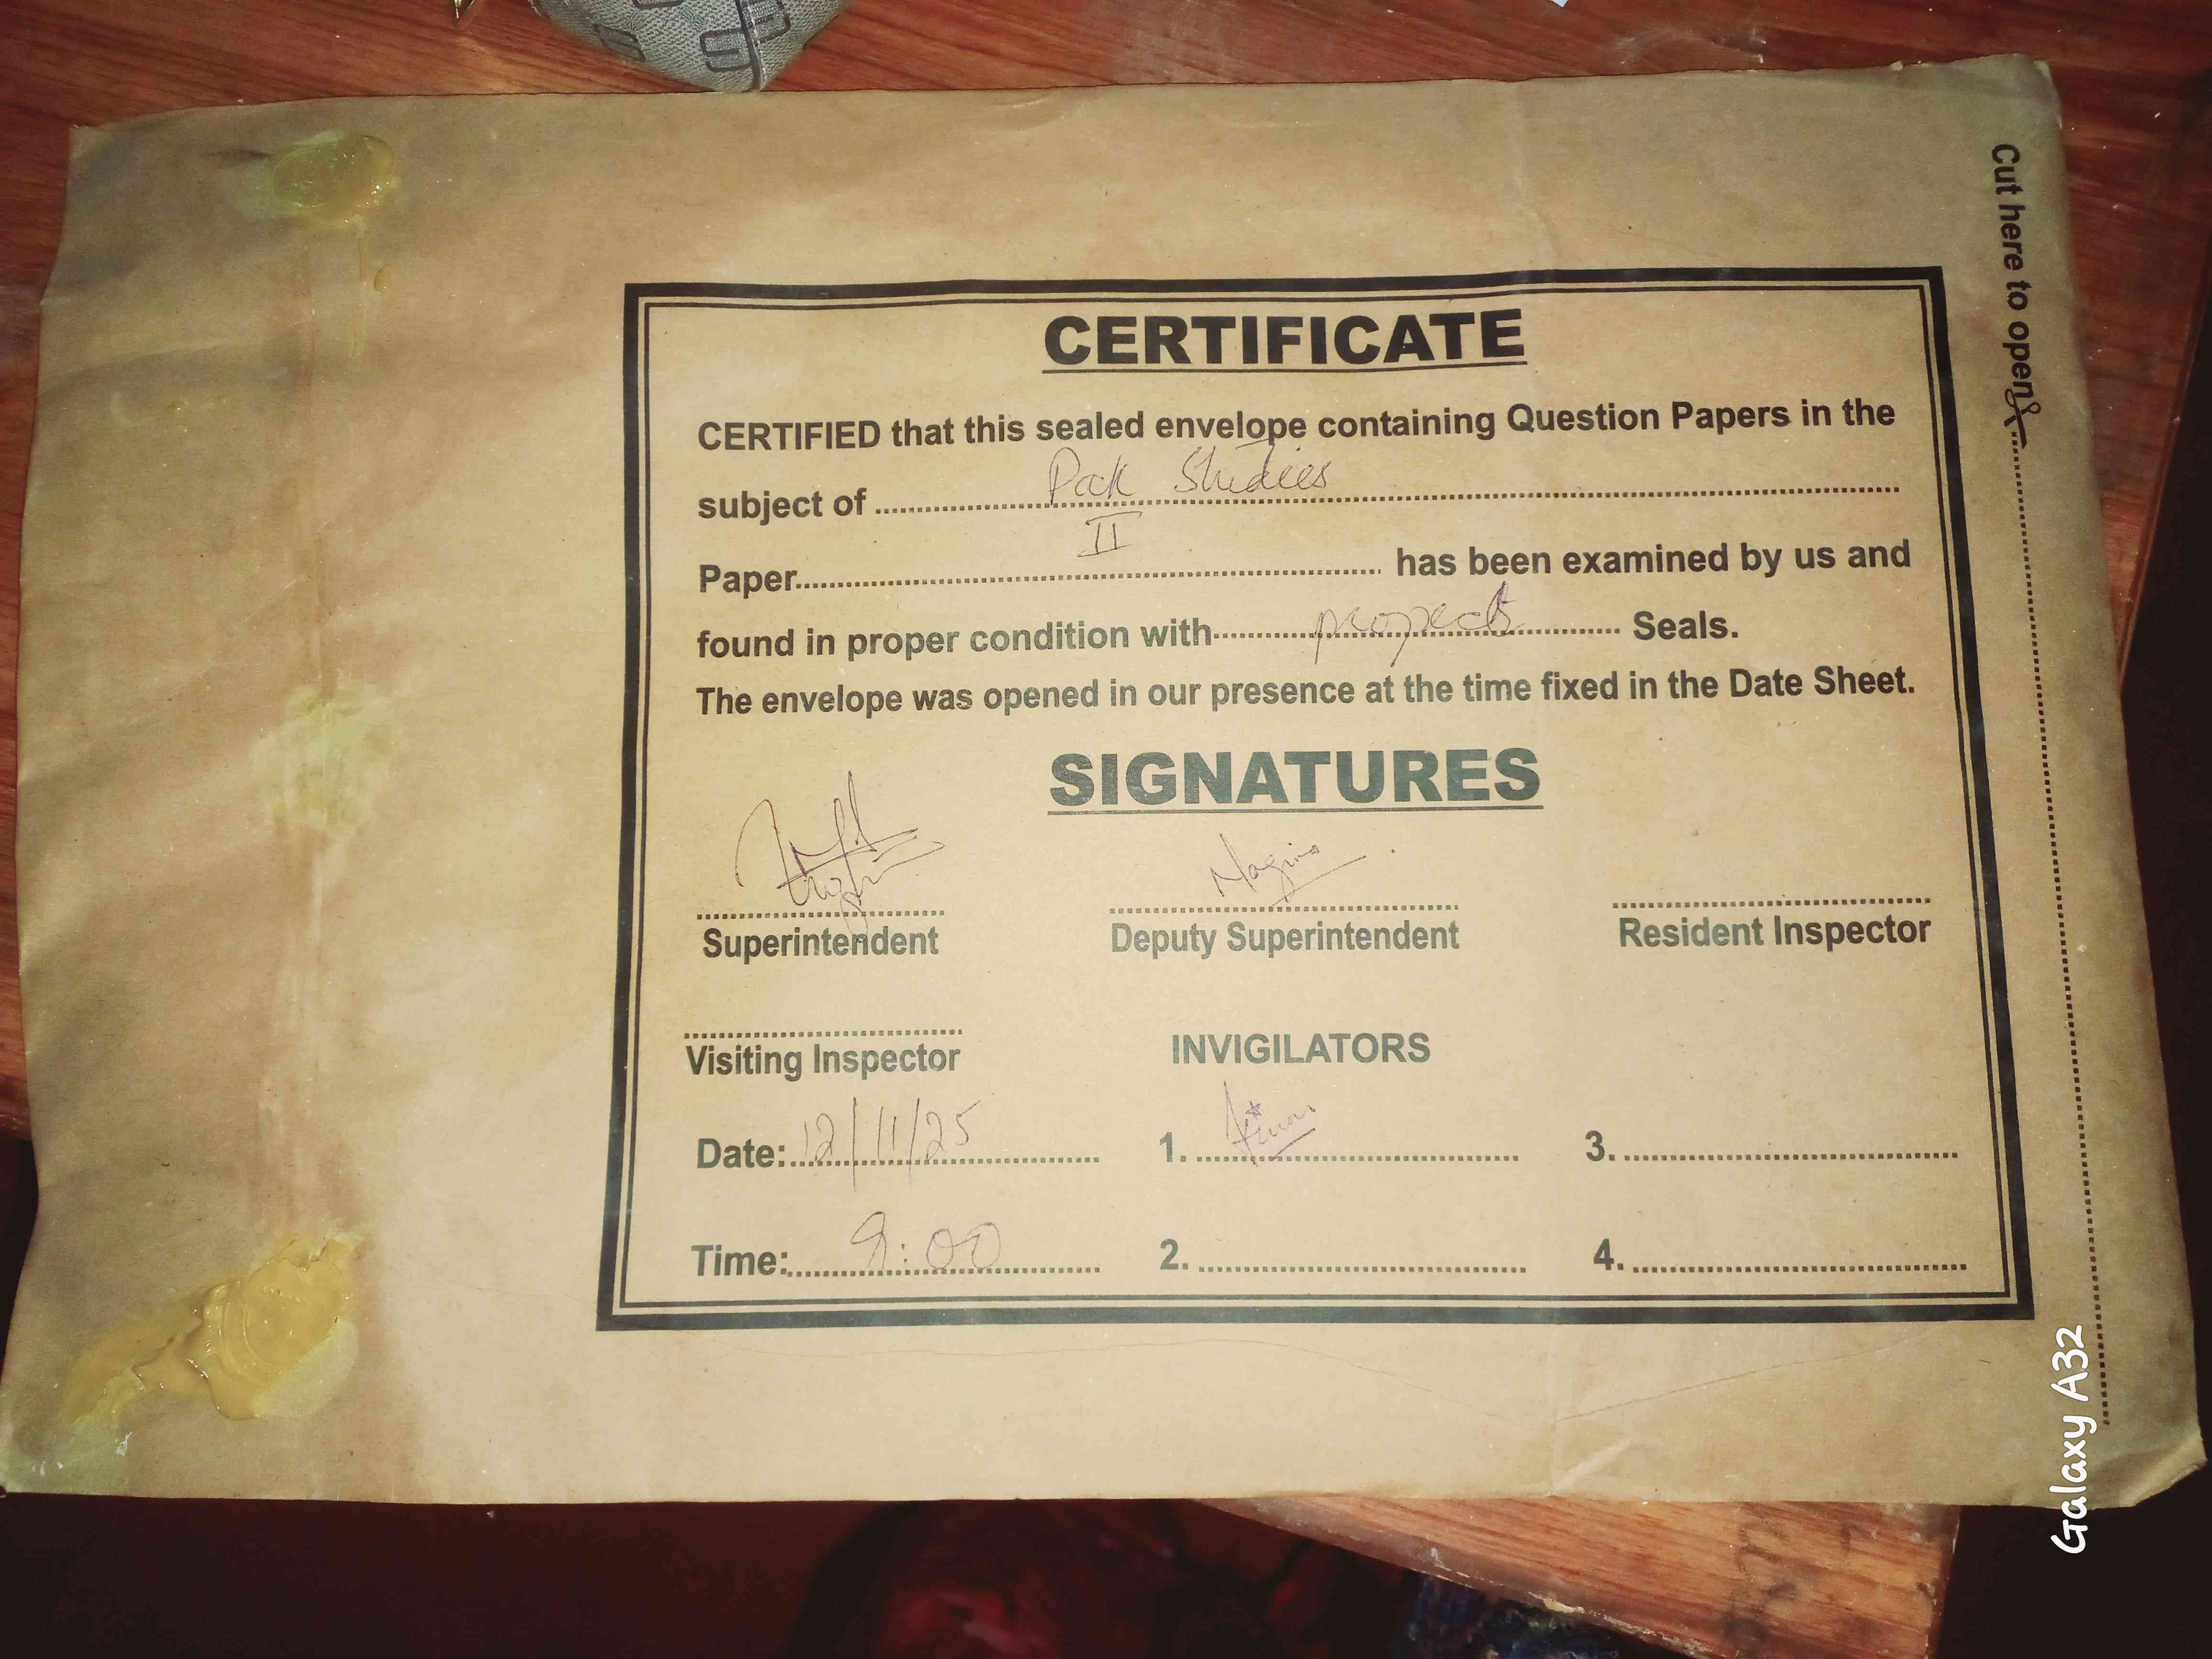 Cut here to open
CERTIFICATE
CERTIFIED that this sealed envelope containing Question Papers in the
subject of Pak Studies
Paper II has been examined by us and
found in proper condition with Seals.
The envelope was opened in our presence at the time fixed in the Date Sheet.
SIGNATURES
Superintendent Deputy Superintendent Resident Inspector
Visiting Inspector INVIGILATORS
Date: 12/11/25 1. 3.
Time: 9:00 2. 4.
Galaxy A32